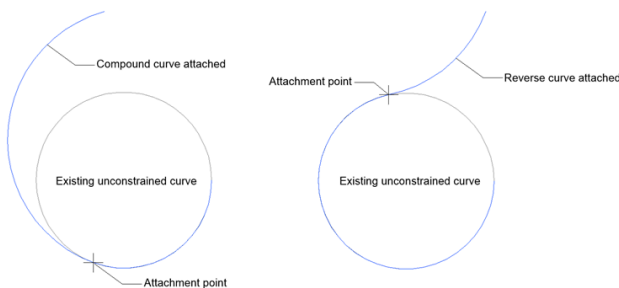 Compound curve attached
Existing unconstrained curve
Attachment point
Attachment point
Reverse curve attached
Existing unconstrained curve